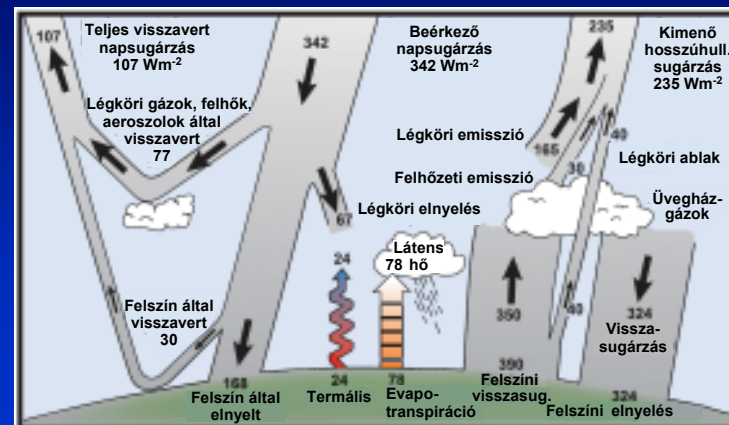 107
Teljes visszavert
napsugárzás
107 Wm-2
342
Beérkező
napsugárzás
342 Wm-2
235
Kimenő
hosszúhull.
sugárzás
235 Wm-2
Légköri gázok, felhők,
aeroszolok által
visszavert
77
Légköri emisszió
165
40
Légköri ablak
30
Felhőzeti emisszió
67
Légköri elnyelés
Üvegház-
gázok
Látens
78 hő
24
Felszín által
visszavert
30
350
40
324
Vissza-
sugárzás
168
Felszín által
elnyelt
24
Termális
78
Evapo-
transpiráció
390
Felszíni
visszasug.
324
Felszíni elnyelés